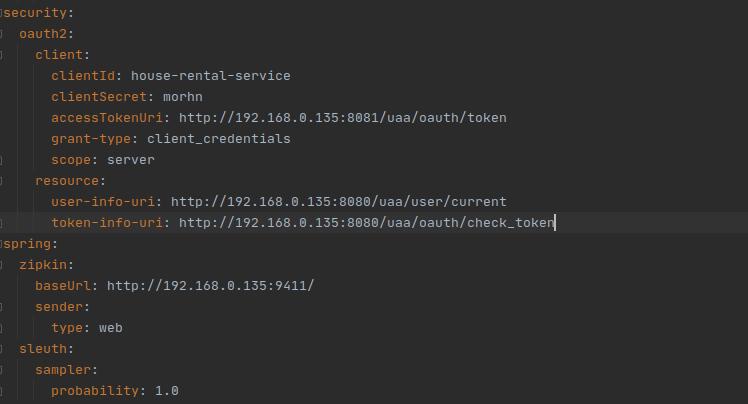 security:
  oauth2:
    client:
      clientId: house-rental-service
      clientSecret: morhn
      accessTokenUri: http://192.168.0.135:8081/uaa/oauth/token
      grant-type: client_credentials
      scope: server
    resource:
      user-info-uri: http://192.168.0.135:8080/uaa/user/current
      token-info-uri: http://192.168.0.135:8080/uaa/oauth/check_token
spring:
  zipkin:
    baseUrl: http://192.168.0.135:9411/
    sender:
      type: web
  sleuth:
    sampler:
      probability: 1.0